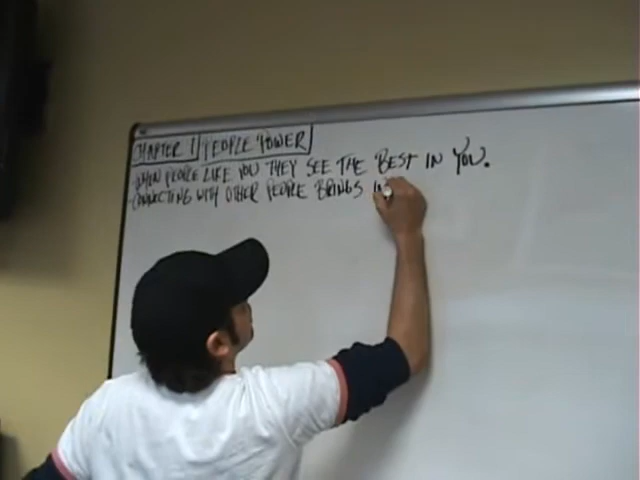 CHAPTER 1 PEOPLE POWER
-WHEN PEOPLE LIKE YOU THEY SEE THE BEST IN YOU.
-CONNECTING WITH OTHER PEOPLE BRINGS